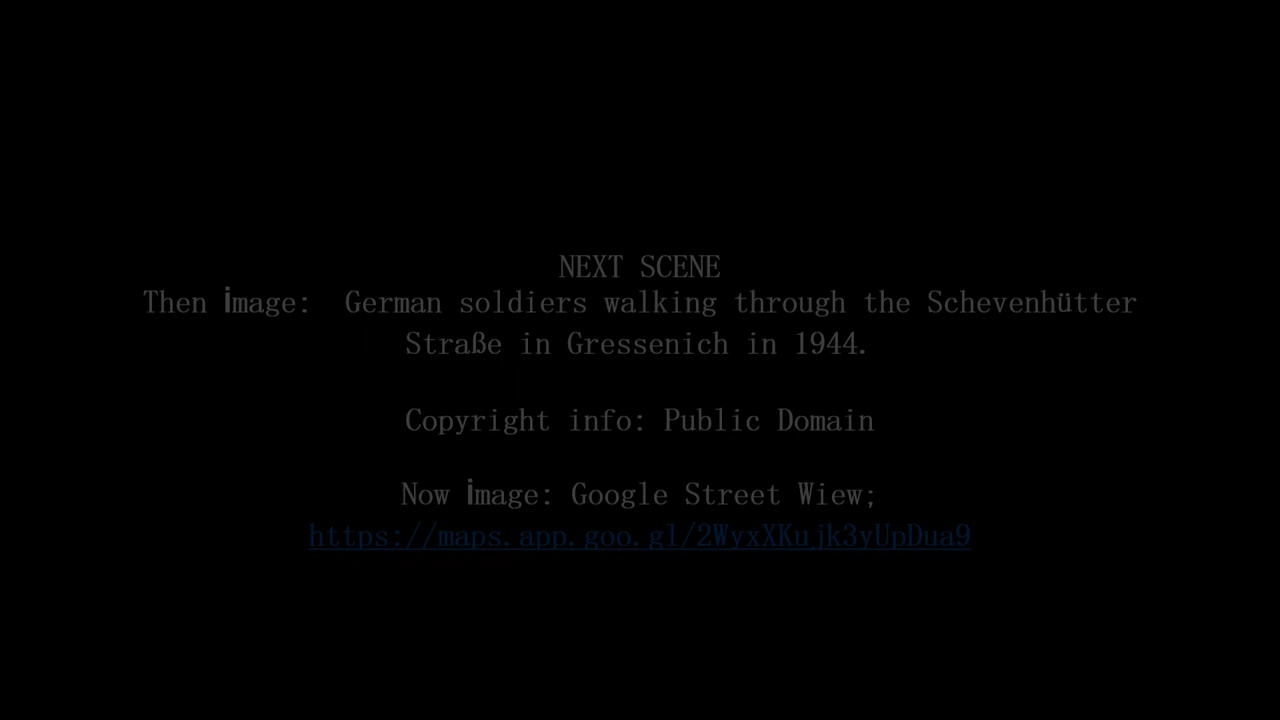 NEXT SCENE
Then image:  German soldiers walking through the Schevenhütter
Straße in Gressenich in 1944.
Copyright info: Public Domain
Now image: Google Street Wiew;
https://maps.app.goo.gl/2WyxXKujk3yUpDua9